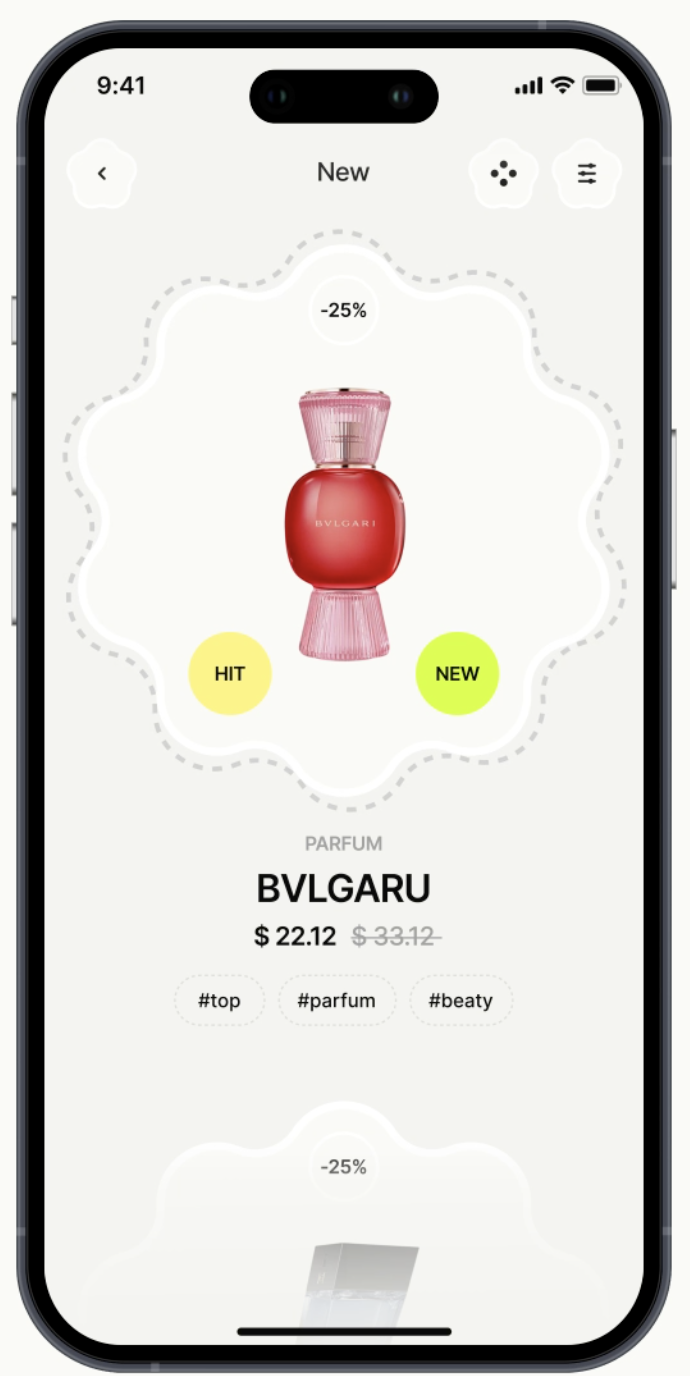 9:41
New
-25%
BVLGARI
HIT
NEW
PARFUM
BVLGARU
$ 22.12 $ 33.12
#top #parfum #beaty
-25%